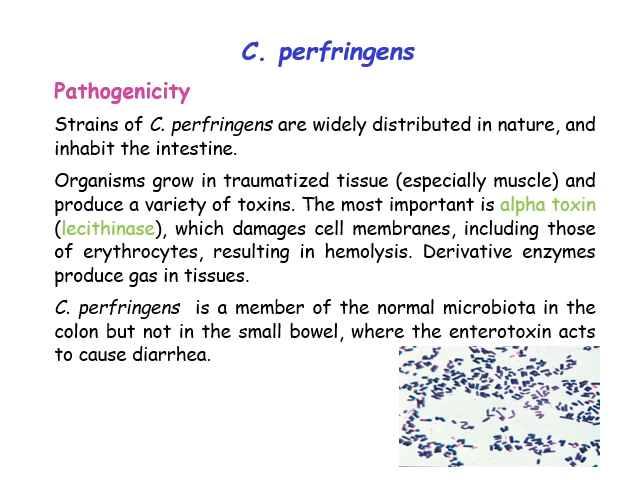 C. perfringens
Pathogenicity
Strains of C. perfringens are widely distributed in nature, and
inhabit the intestine.
Organisms grow in traumatized tissue (especially muscle) and
produce a variety of toxins. The most important is alpha toxin
(lecithinase), which damages cell membranes, including those
of erythrocytes, resulting in hemolysis. Derivative enzymes
produce gas in tissues.
C. perfringens is a member of the normal microbiota in the
colon but not in the small bowel, where the enterotoxin acts
to cause diarrhea.